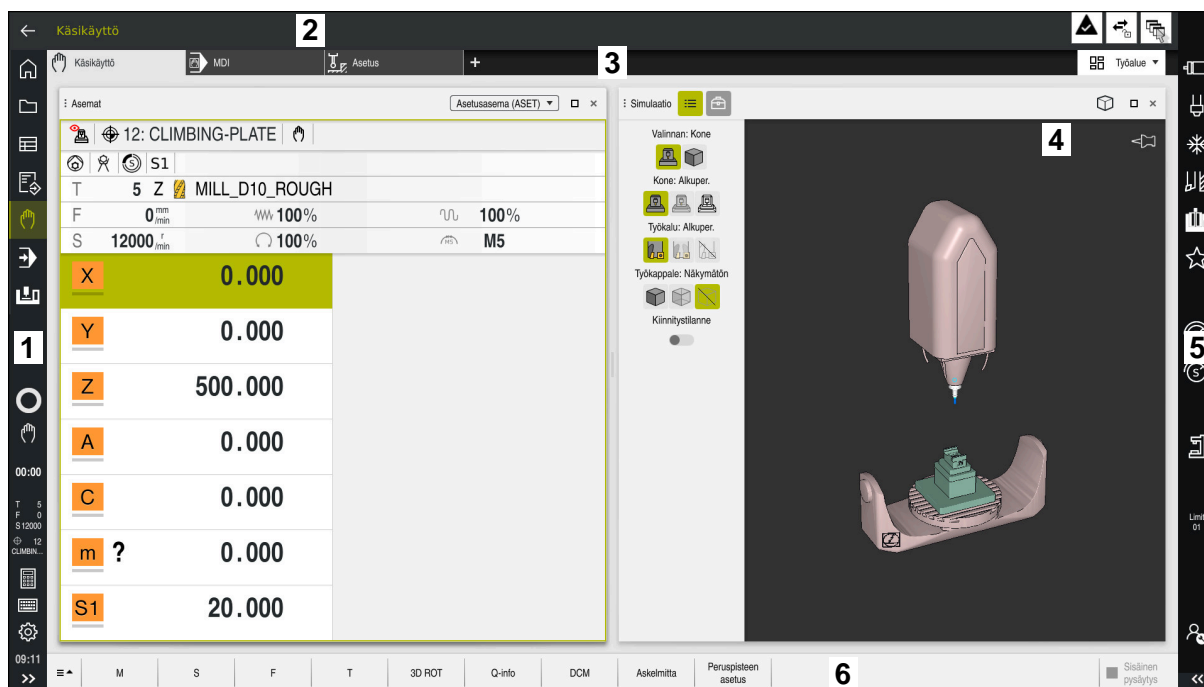 Käsikäyttö
2
Käsikäyttö
MDI
Asetus
+
3
Työalue
Asemat
Asetusasema (ASET)
12: CLIMBING-PLATE
S1
T 5 Z MILL_D10_ROUGH
F 0 mm/min 100% 100%
S 12000 r/min 100% M5
X 0.000
Y 0.000
Z 500.000
A 0.000
C 0.000
m ? 0.000
S1 20.000
Simulaatio
Valinnan: Kone
Kone: Alkuper.
Työkalu: Alkuper.
Työkappale: Näkymätön
Kiinnitystilanne
4
1
00:00
T 5
F 0
S 12000
12
CLIMBIN...
09:11
5
S
Limit
01
M
S
F
T
3D ROT
Q-info
DCM
Askelmitta
Peruspisteen
asetus
6
Sisäinen
pysäytys